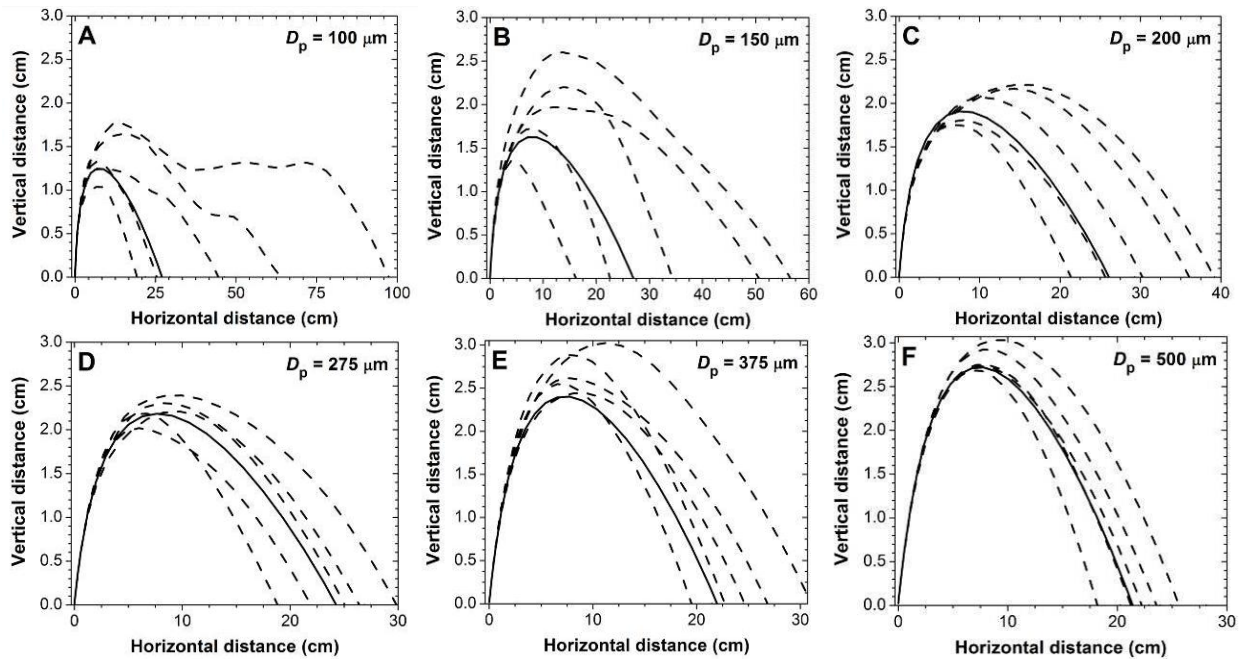 A
D_p = 100 μm
3.0
2.5
2.0
1.5
1.0
0.5
0.0
Vertical distance (cm)
0 25 50 75 100
Horizontal distance (cm)
B
D_p = 150 μm
3.0
2.5
2.0
1.5
1.0
0.5
0.0
Vertical distance (cm)
0 10 20 30 40 50 60
Horizontal distance (cm)
C
D_p = 200 μm
3.0
2.5
2.0
1.5
1.0
0.5
0.0
Vertical distance (cm)
0 10 20 30 40
Horizontal distance (cm)
D
D_p = 275 μm
3.0
2.5
2.0
1.5
1.0
0.5
0.0
Vertical distance (cm)
0 10 20 30
Horizontal distance (cm)
E
D_p = 375 μm
3.0
2.5
2.0
1.5
1.0
0.5
0.0
Vertical distance (cm)
0 10 20 30
Horizontal distance (cm)
F
D_p = 500 μm
3.0
2.5
2.0
1.5
1.0
0.5
0.0
Vertical distance (cm)
0 10 20 30
Horizontal distance (cm)